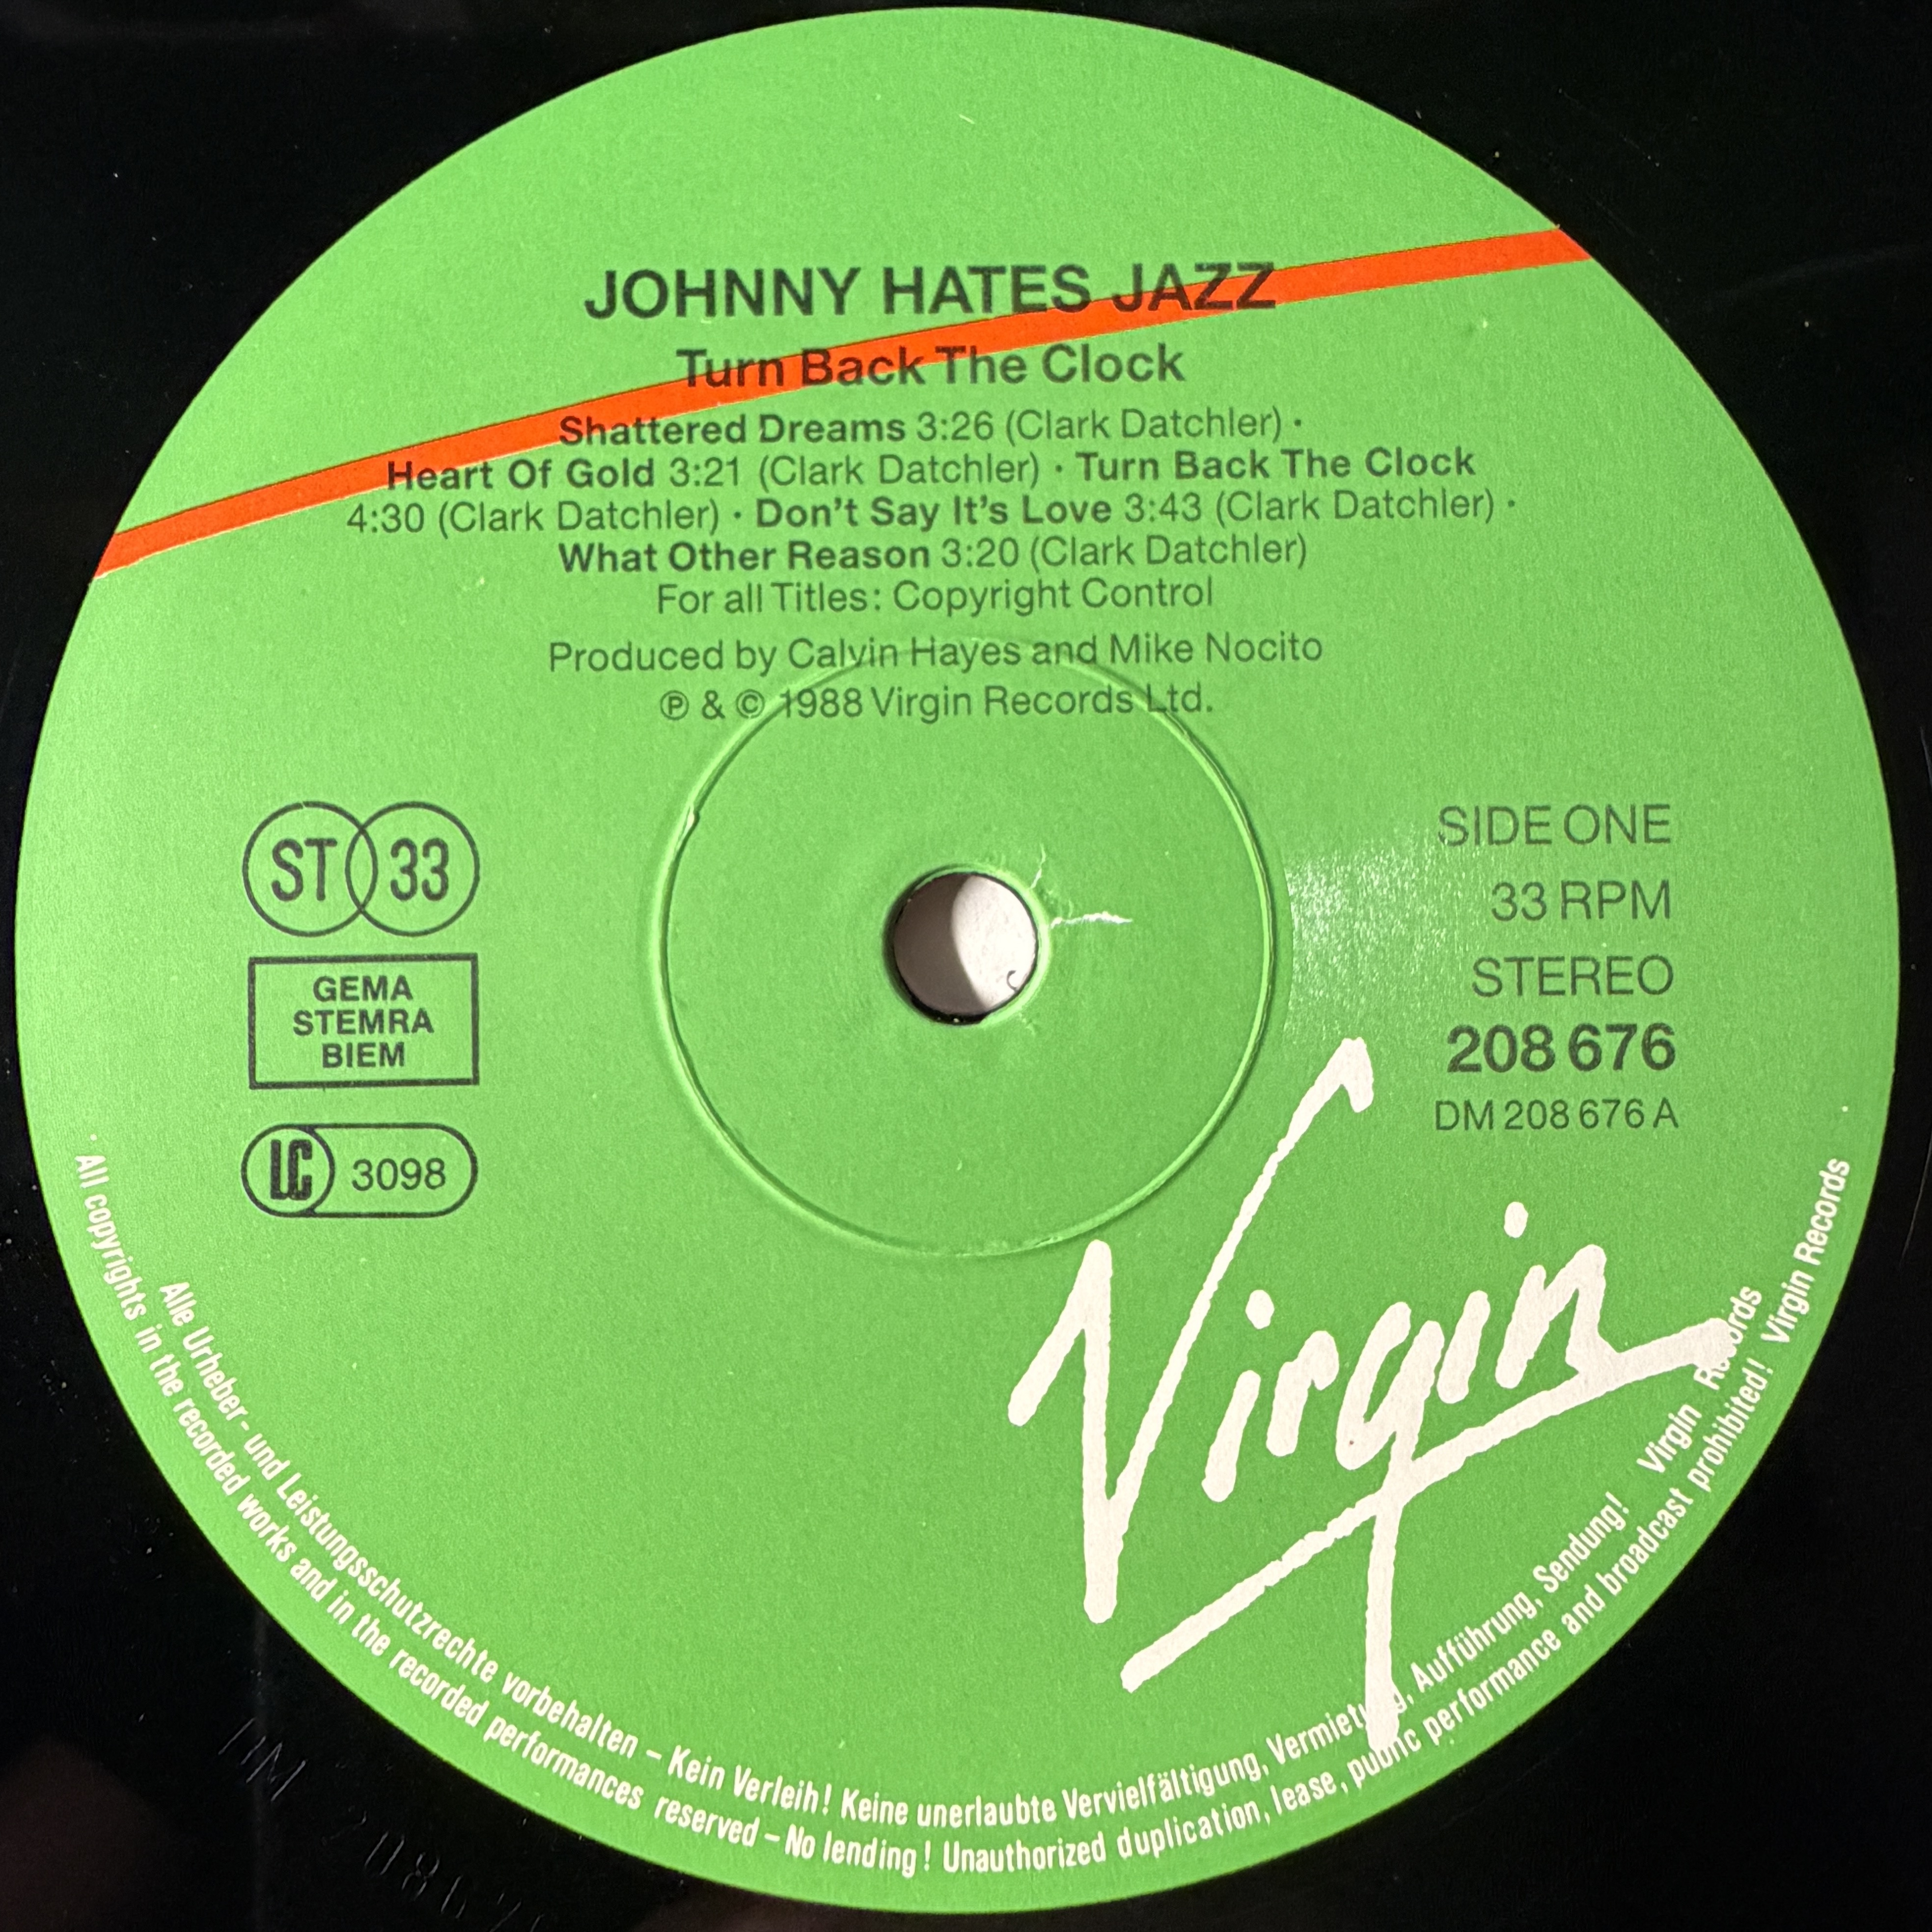 JOHNNY HATES JAZZ
Turn Back The Clock
Shattered Dreams 3:26 (Clark Datchler) ·
Heart Of Gold 3:21 (Clark Datchler) · Turn Back The Clock
4:30 (Clark Datchler) · Don't Say It's Love 3:43 (Clark Datchler) ·
What Other Reason 3:20 (Clark Datchler)
For all Titles: Copyright Control
Produced by Calvin Hayes and Mike Nocito
℗ & © 1988 Virgin Records Ltd.
ST 33
GEMA
STEMRA
BIEM
LC 3098
SIDE ONE
33 RPM
STEREO
208 676
DM 208 676 A
Virgin
Alle Urheber- und Leistungsschutzrechte vorbehalten – Kein Verleih! Keine unerlaubte Vervielfältigung, Vermietung, Aufführung, Sendung! Virgin Records
All copyrights in the recorded works and in the recorded performances reserved – No lending! Unauthorized duplication, lease, public performance and broadcast prohibited! Virgin Records